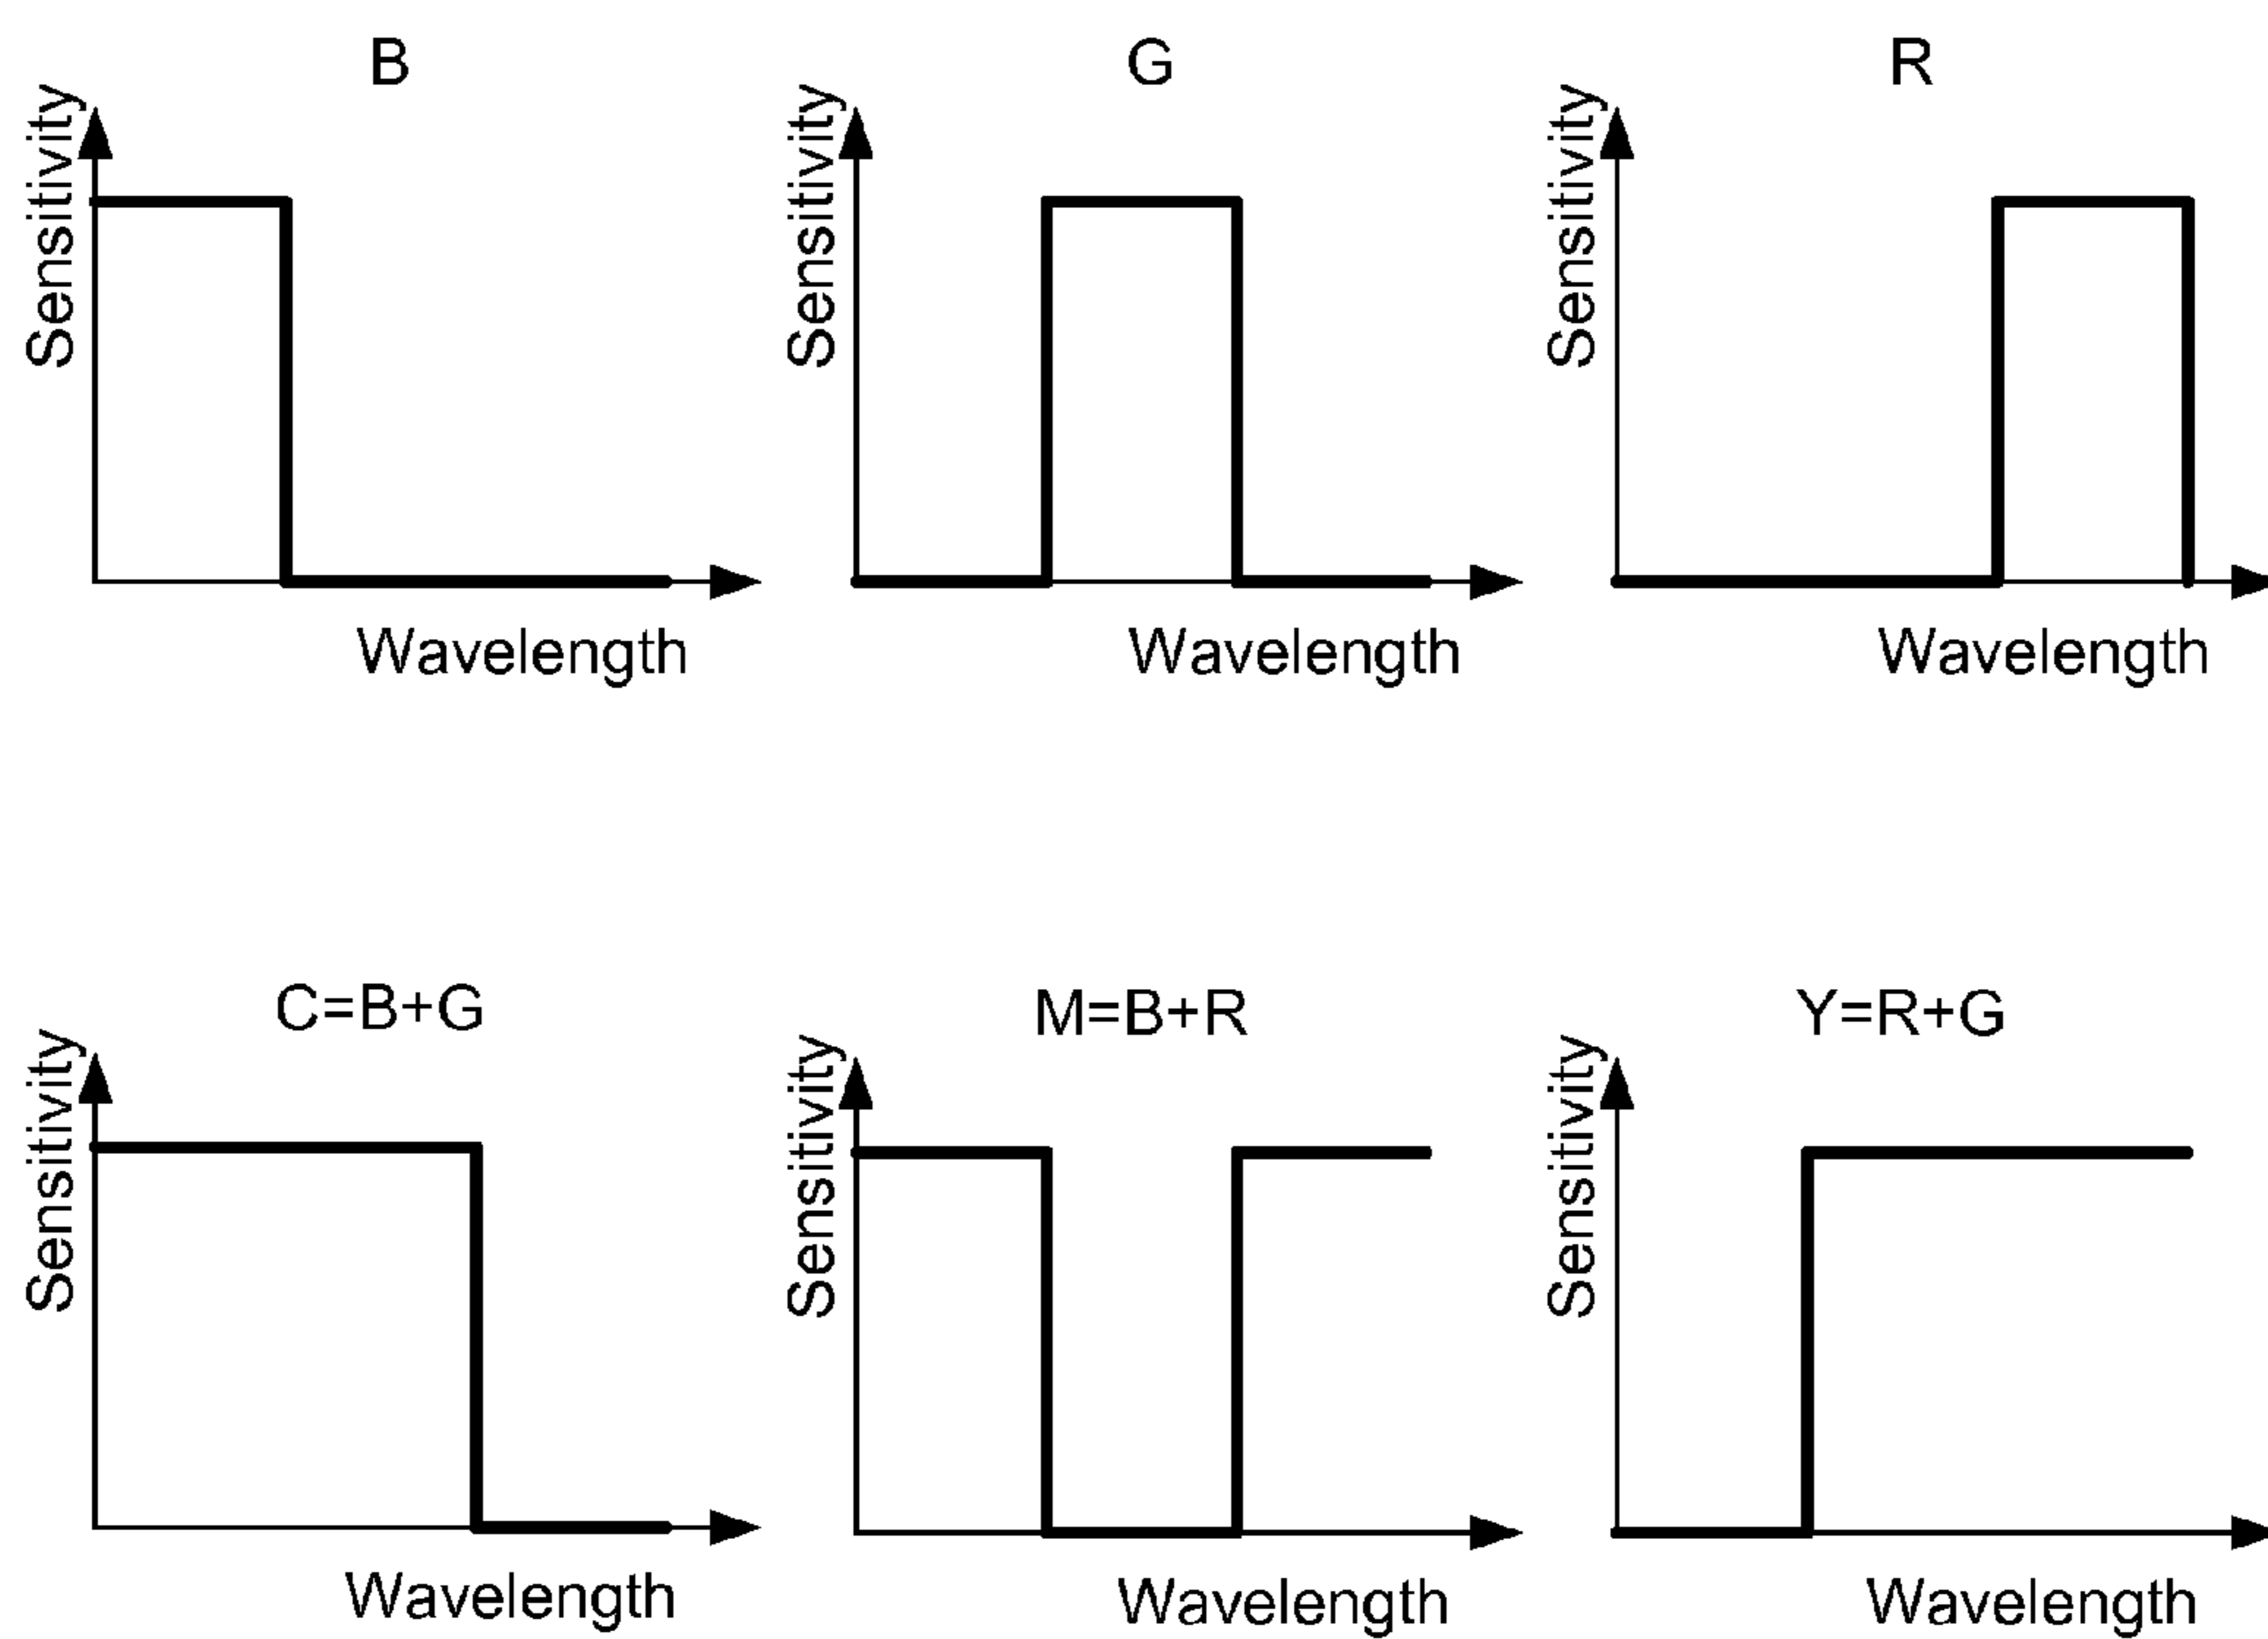 B
Sensitivity
Wavelength
G
Sensitivity
Wavelength
R
Sensitivity
Wavelength
C=B+G
Sensitivity
Wavelength
M=B+R
Sensitivity
Wavelength
Y=R+G
Sensitivity
Wavelength